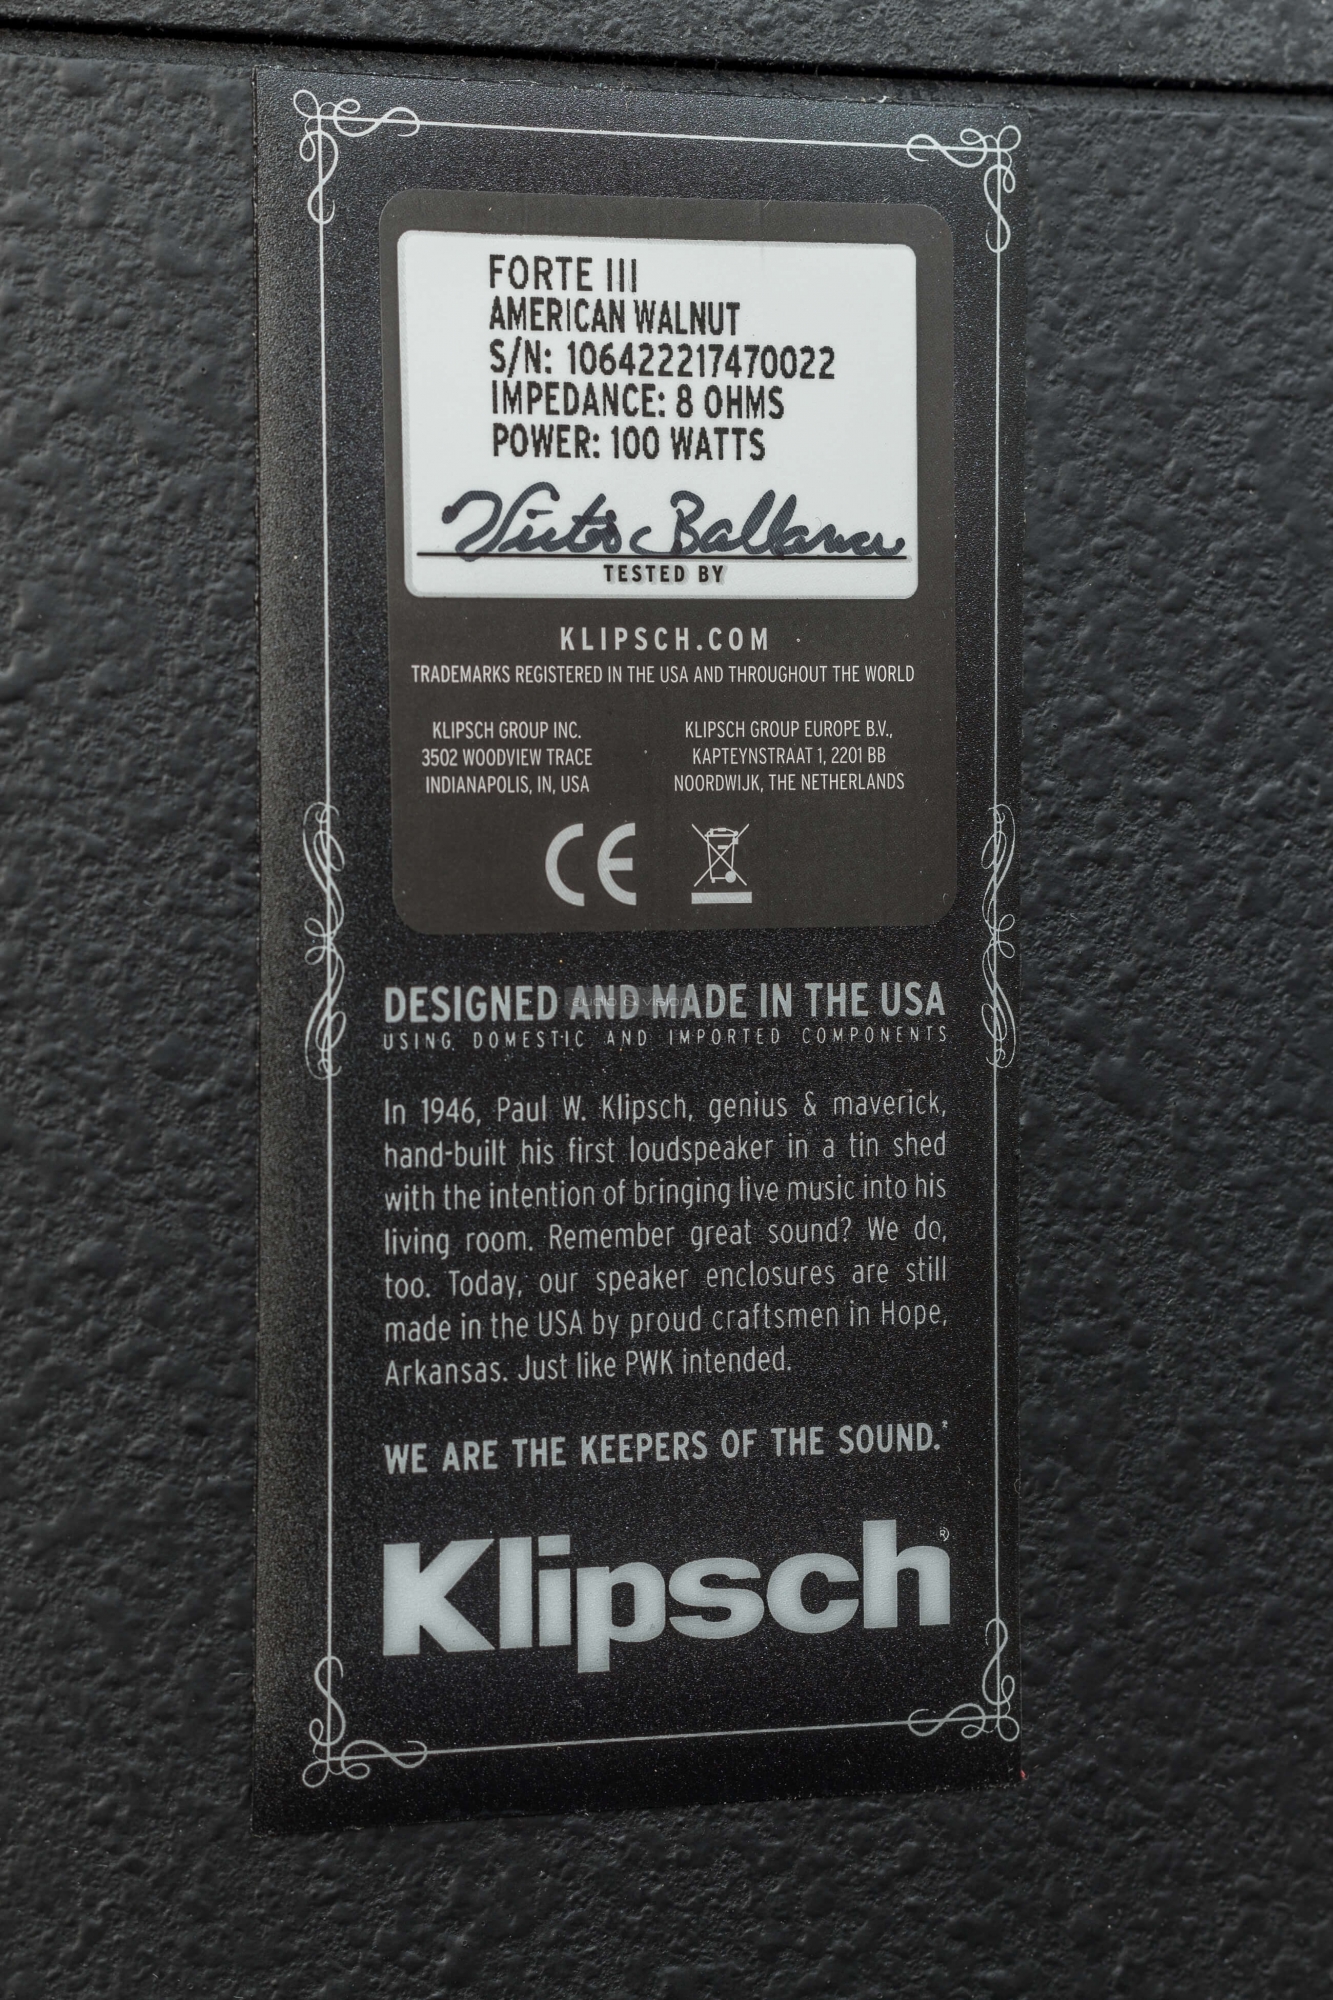 FORTE III
AMERICAN WALNUT
S/N: 106422217470022
IMPEDANCE: 8 OHMS
POWER: 100 WATTS
Victor
TESTED BY
KLIPSCH.COM
TRADEMARKS REGISTERED IN THE USA AND THROUGHOUT THE WORLD
KLIPSCH GROUP INC.
3502 WOODVIEW TRACE
INDIANAPOLIS, IN, USA
KLIPSCH GROUP EUROPE B.V.,
KAPTEYNSTRAAT 1, 2201 BB
NOORDWIJK, THE NETHERLANDS
CE
DESIGNED AND MADE IN THE USA
audio & vision
USING DOMESTIC AND IMPORTED COMPONENTS
In 1946, Paul W. Klipsch, genius & maverick,
hand-built his first loudspeaker in a tin shed
with the intention of bringing live music into his
living room. Remember great sound? We do,
too. Today, our speaker enclosures are still
made in the USA by proud craftsmen in Hope,
Arkansas. Just like PWK intended.
WE ARE THE KEEPERS OF THE SOUND.
Klipsch®